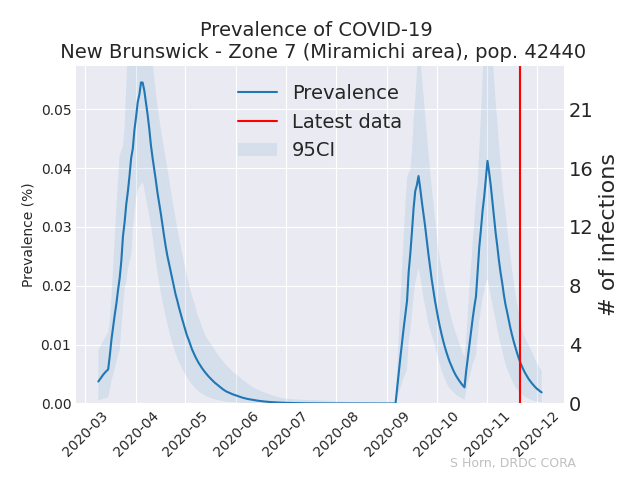 Prevalence of COVID-19
New Brunswick - Zone 7 (Miramichi area), pop. 42440
Prevalence
Latest data
95CI
Prevalence (%)
0.05
0.04
0.03
0.02
0.01
0.00
21
16
12
8
4
0
# of infections
2020-03
2020-04
2020-05
2020-06
2020-07
2020-08
2020-09
2020-10
2020-11
2020-12
S Horn, DRDC CORA